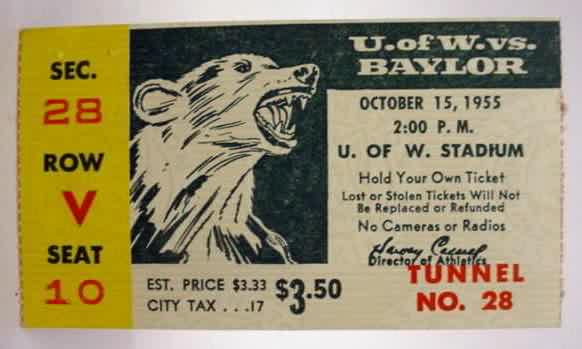 SEC.
28
ROW
V
SEAT
10
U. of W. vs.
BAYLOR
OCTOBER 15, 1955
2:00 P. M.
U. OF W. STADIUM
Hold Your Own Ticket
Lost or Stolen Tickets Will Not
Be Replaced or Refunded
No Cameras or Radios
Harvey Cassill
Director of Athletics
TUNNEL
NO. 28
EST. PRICE $3.33
CITY TAX . . .17
$3.50